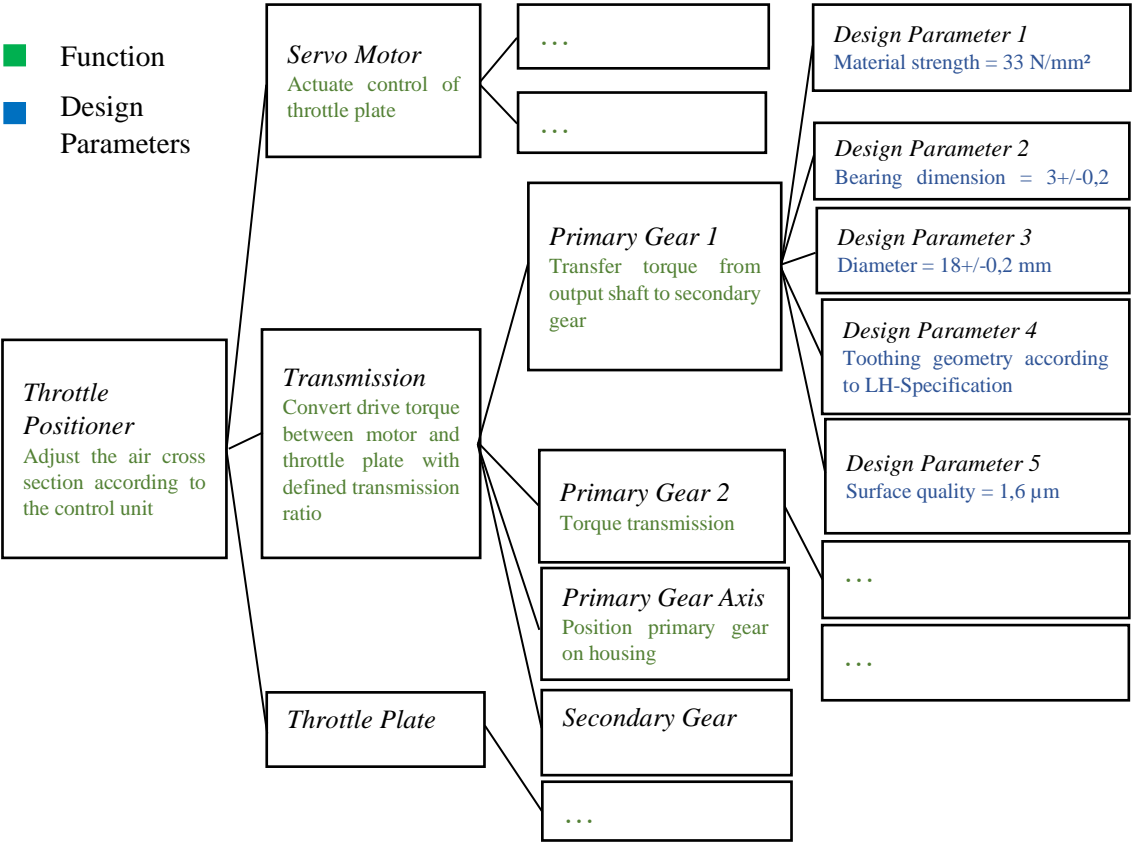 Function
Design
Parameters
Servo Motor
Actuate control of
throttle plate
…
…
Design Parameter 1
Material strength = 33 N/mm²
Design Parameter 2
Bearing dimension = 3+/-0,2
Primary Gear 1
Transfer torque from
output shaft to secondary
gear
Design Parameter 3
Diameter = 18+/-0,2 mm
Design Parameter 4
Toothing geometry according
to LH-Specification
Throttle
Positioner
Adjust the air cross
section according to
the control unit
Transmission
Convert drive torque
between motor and
throttle plate with
defined transmission
ratio
Design Parameter 5
Surface quality = 1,6 µm
Primary Gear 2
Torque transmission
…
Primary Gear Axis
Position primary gear
on housing
…
Throttle Plate
Secondary Gear
…